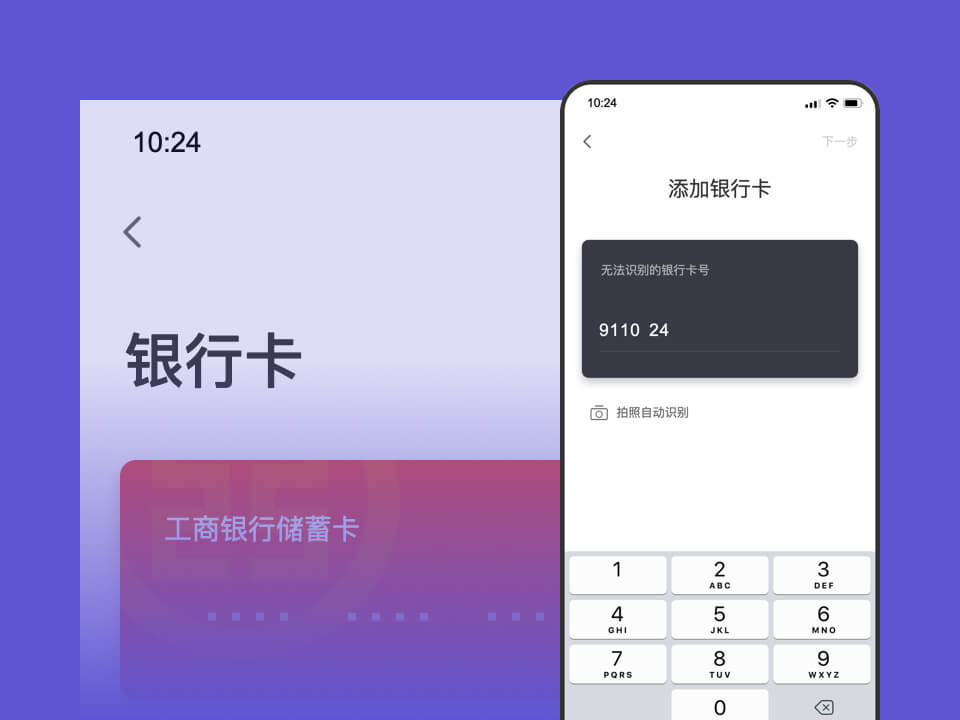 10:24
银行卡
工商银行储蓄卡
10:24
下一步
添加银行卡
无法识别的银行卡号
9110 24
拍照自动识别
1 2 3
ABC DEF
4 5 6
GHI JKL MNO
7 8 9
PQRS TUV WXYZ
0